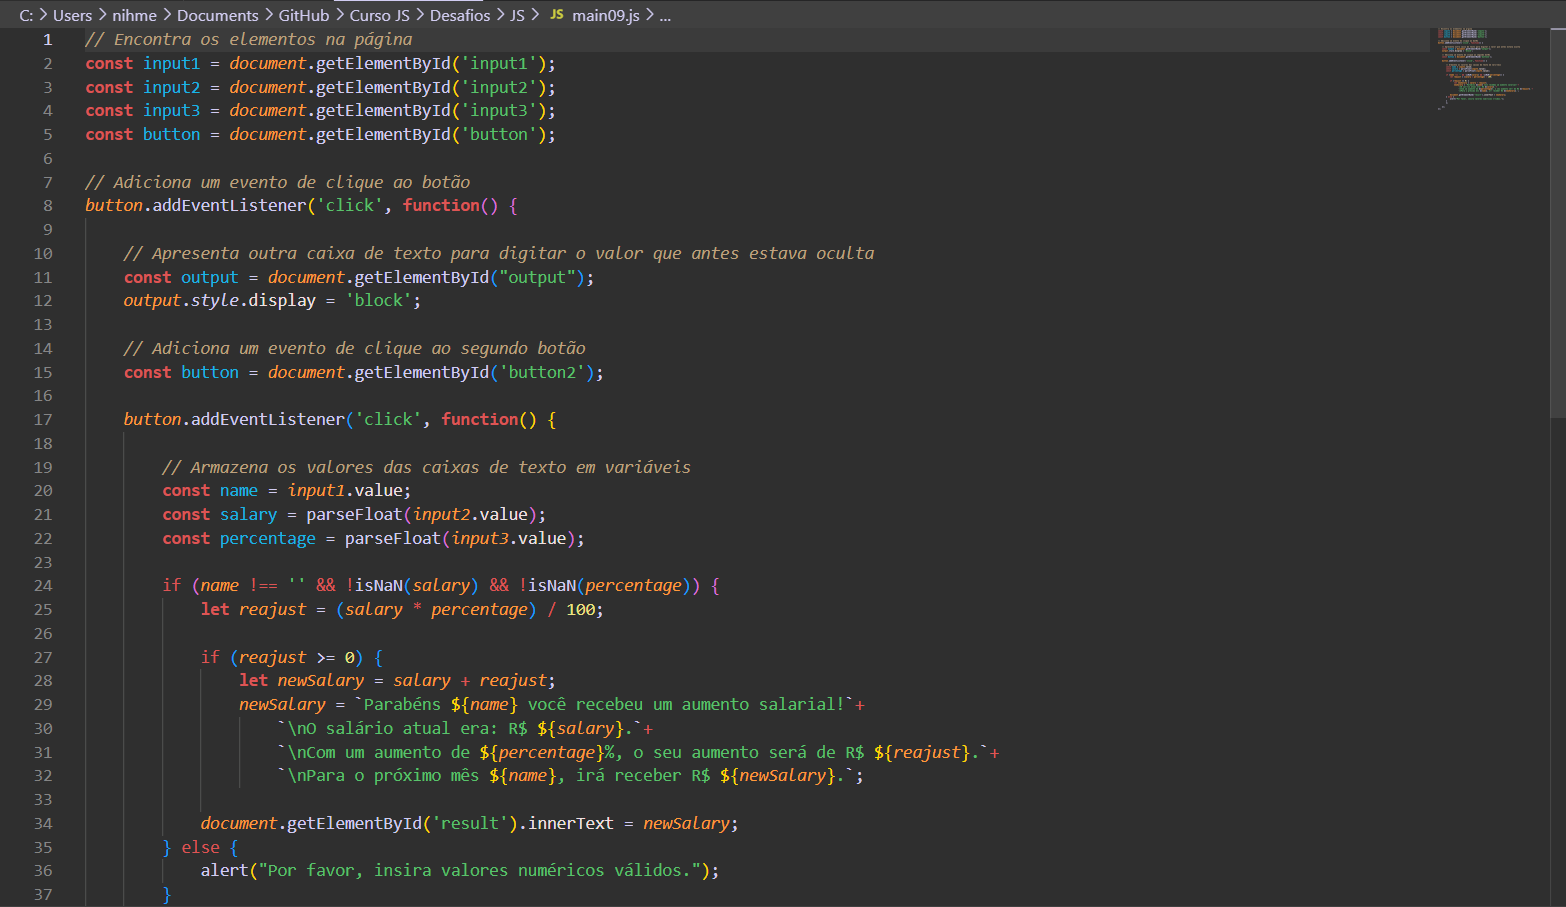 C: > Users > nihme > Documents > GitHub > Curso JS > Desafios > JS > JS main09.js > ...
1 // Encontra os elementos na página
2 const input1 = document.getElementById('input1');
3 const input2 = document.getElementById('input2');
4 const input3 = document.getElementById('input3');
5 const button = document.getElementById('button');
6
7 // Adiciona um evento de clique ao botão
8 button.addEventListener('click', function() {
9
10     // Apresenta outra caixa de texto para digitar o valor que antes estava oculta
11     const output = document.getElementById("output");
12     output.style.display = 'block';
13
14     // Adiciona um evento de clique ao segundo botão
15     const button = document.getElementById('button2');
16
17     button.addEventListener('click', function() {
18
19         // Armazena os valores das caixas de texto em variáveis
20         const name = input1.value;
21         const salary = parseFloat(input2.value);
22         const percentage = parseFloat(input3.value);
23
24         if (name !== '' && !isNaN(salary) && !isNaN(percentage)) {
25             let reajust = (salary * percentage) / 100;
26
27             if (reajust >= 0) {
28                 let newSalary = salary + reajust;
29                 newSalary = `Parabéns ${name} você recebeu um aumento salarial!`+
30                     `\nO salário atual era: R$ ${salary}.`+
31                     `\nCom um aumento de ${percentage}%, o seu aumento será de R$ ${reajust}.`+
32                     `\nPara o próximo mês ${name}, irá receber R$ ${newSalary}.`;
33
34             document.getElementById('result').innerText = newSalary;
35         } else {
36             alert("Por favor, insira valores numéricos válidos.");
37         }